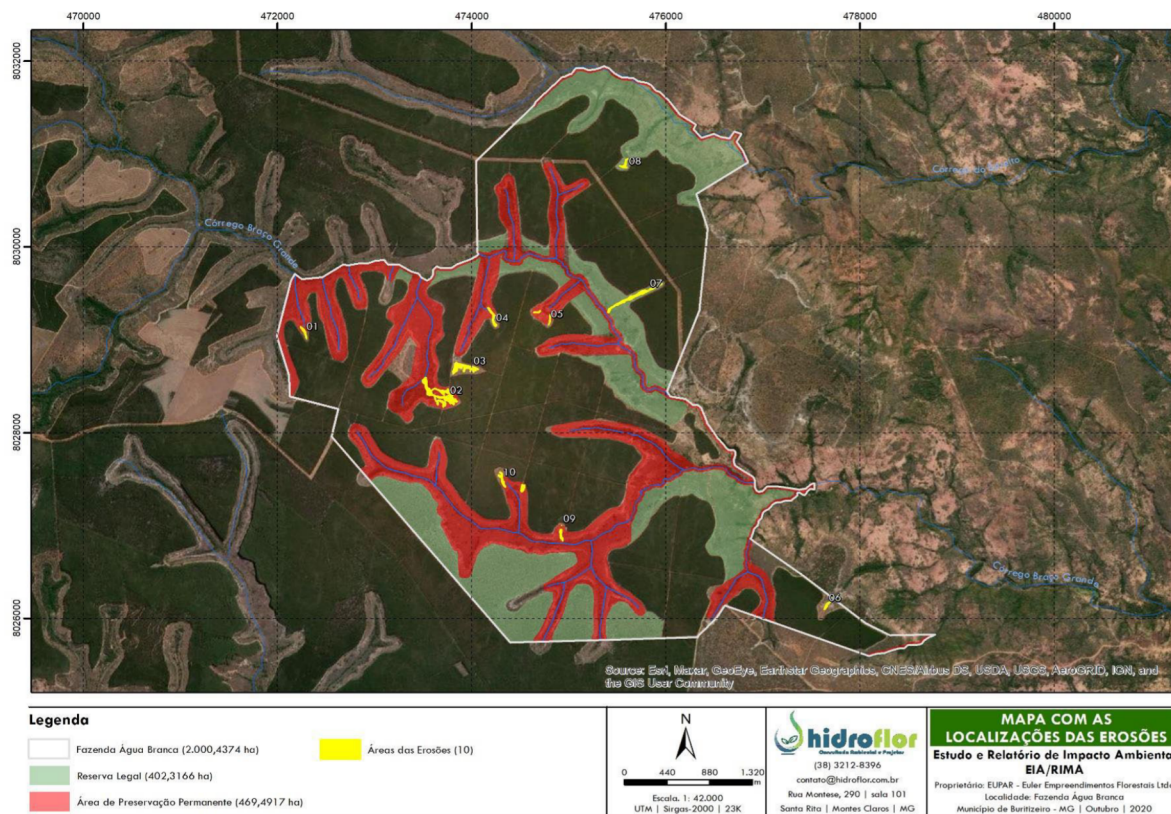 470000 472000 474000 476000 478000 480000
8032000
8030000
8028000
8026000
Córrego Braço Grande
01
02
03
04
05
06
07
08
09
10
Córrego Braço Grande
Source: Esri, Maxar, GeoEye, Earthstar Geographics, CNES/Airbus DS, USDA, USGS, AeroGRID, IGN, and
the GIS User Community
Legenda
Fazenda Água Branca (2.000,4374 ha)
Áreas das Erosões (10)
Reserva Legal (402,3166 ha)
Área de Preservação Permanente (469,4917 ha)
N
0 440 880 1.320
m
Escala. 1: 42.000
UTM | Sirgas-2000 | 23K
hidroflor
Consultoria Ambiental e Projetos
(38) 3212-8396
contato@hidroflor.com.br
Rua Montese, 290 | sala 101
Santa Rita | Montes Claros | MG
MAPA COM AS
LOCALIZAÇÕES DAS EROSÕES
Estudo e Relatório de Impacto Ambienta
EIA/RIMA
Proprietário: EUPAR - Euler Empreendimentos Florestais Ltd
Localidade: Fazenda Água Branca
Município de Buritizeiro - MG | Outubro | 2020